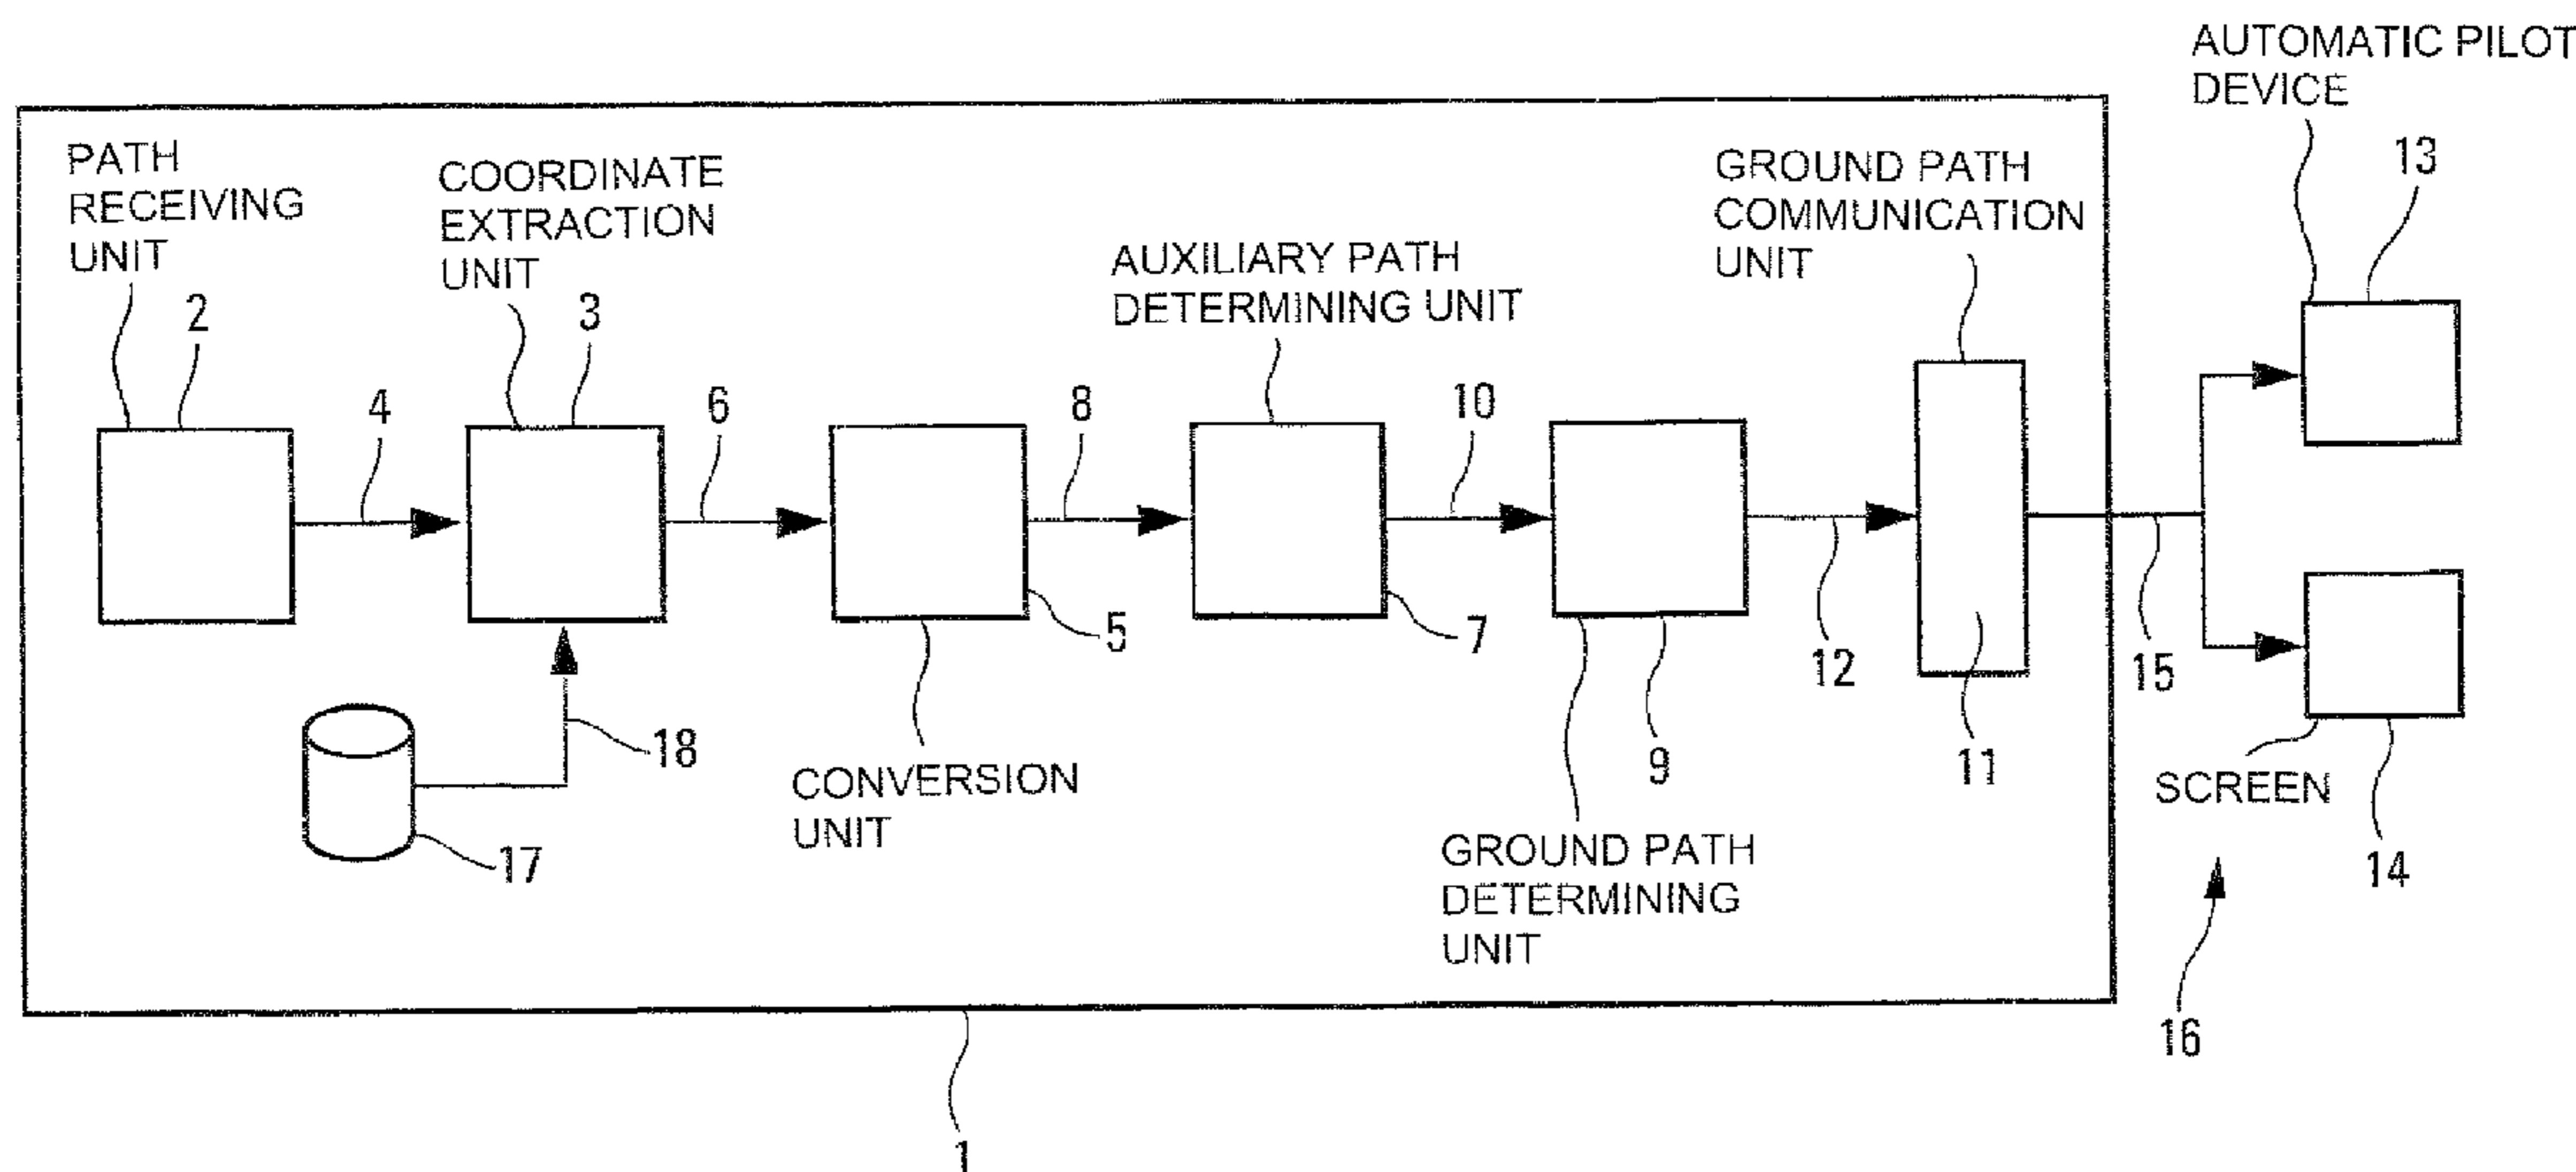 AUTOMATIC PILOT
DEVICE
13
PATH
RECEIVING
UNIT
2
COORDINATE
EXTRACTION
UNIT
3
AUXILIARY PATH
DETERMINING UNIT
GROUND PATH
COMMUNICATION
UNIT
4
6
8
10
5
7
12
15
18
17
CONVERSION
UNIT
9
11
GROUND PATH
DETERMINING
UNIT
SCREEN
14
16
1